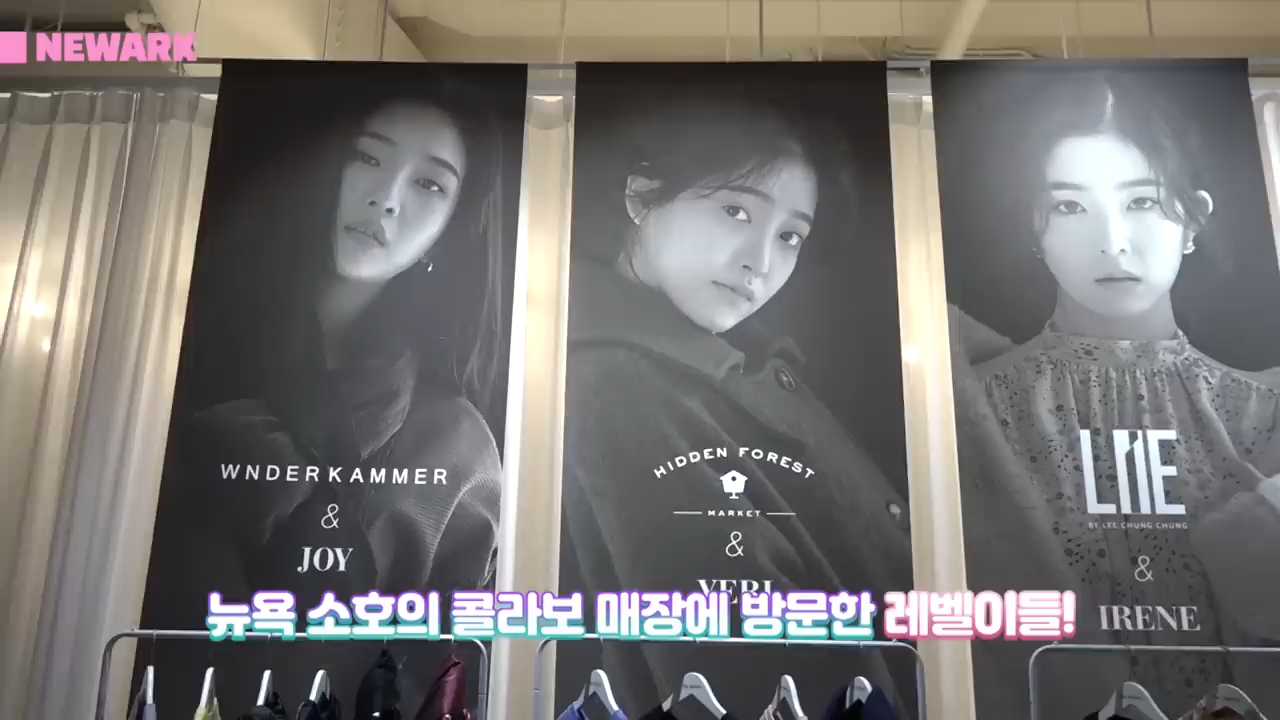 NEWARK
WNDERKAMMER
&
JOY
HIDDEN FOREST
MARKET
&
YERI
LIIE
BY LEE CHUNG CHUNG
&
IRENE
뉴욕 소호의 콜라보 매장에 방문한 레벨이들!